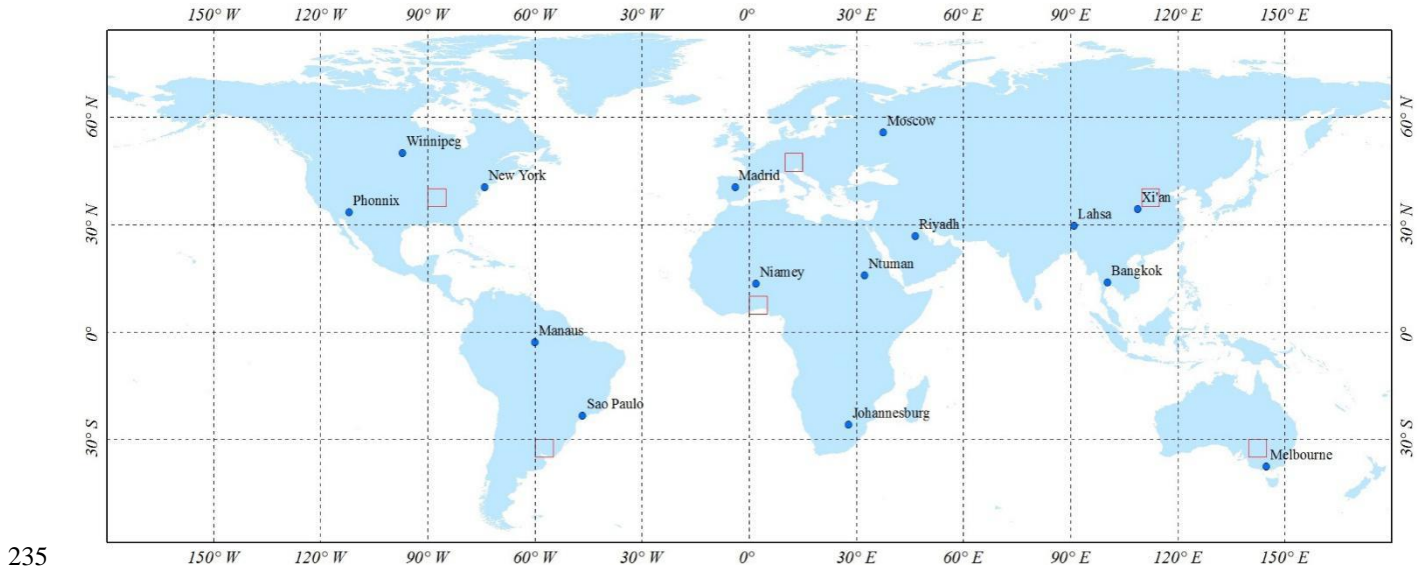 150° W 120° W 90° W 60° W 30° W 0° 30° E 60° E 90° E 120° E 150° E
60° N 60° N
Moscow
Winnipeg
New York
Madrid
Phonnix
Xi'an
30° N 30° N
Lahsa
Riyadh
Niamey
Ntuman
Bangkok
0° 0°
Manaus
Sao Paulo
Johannesburg
30° S 30° S
Melbourne
235
150° W 120° W 90° W 60° W 30° W 0° 30° E 60° E 90° E 120° E 150° E